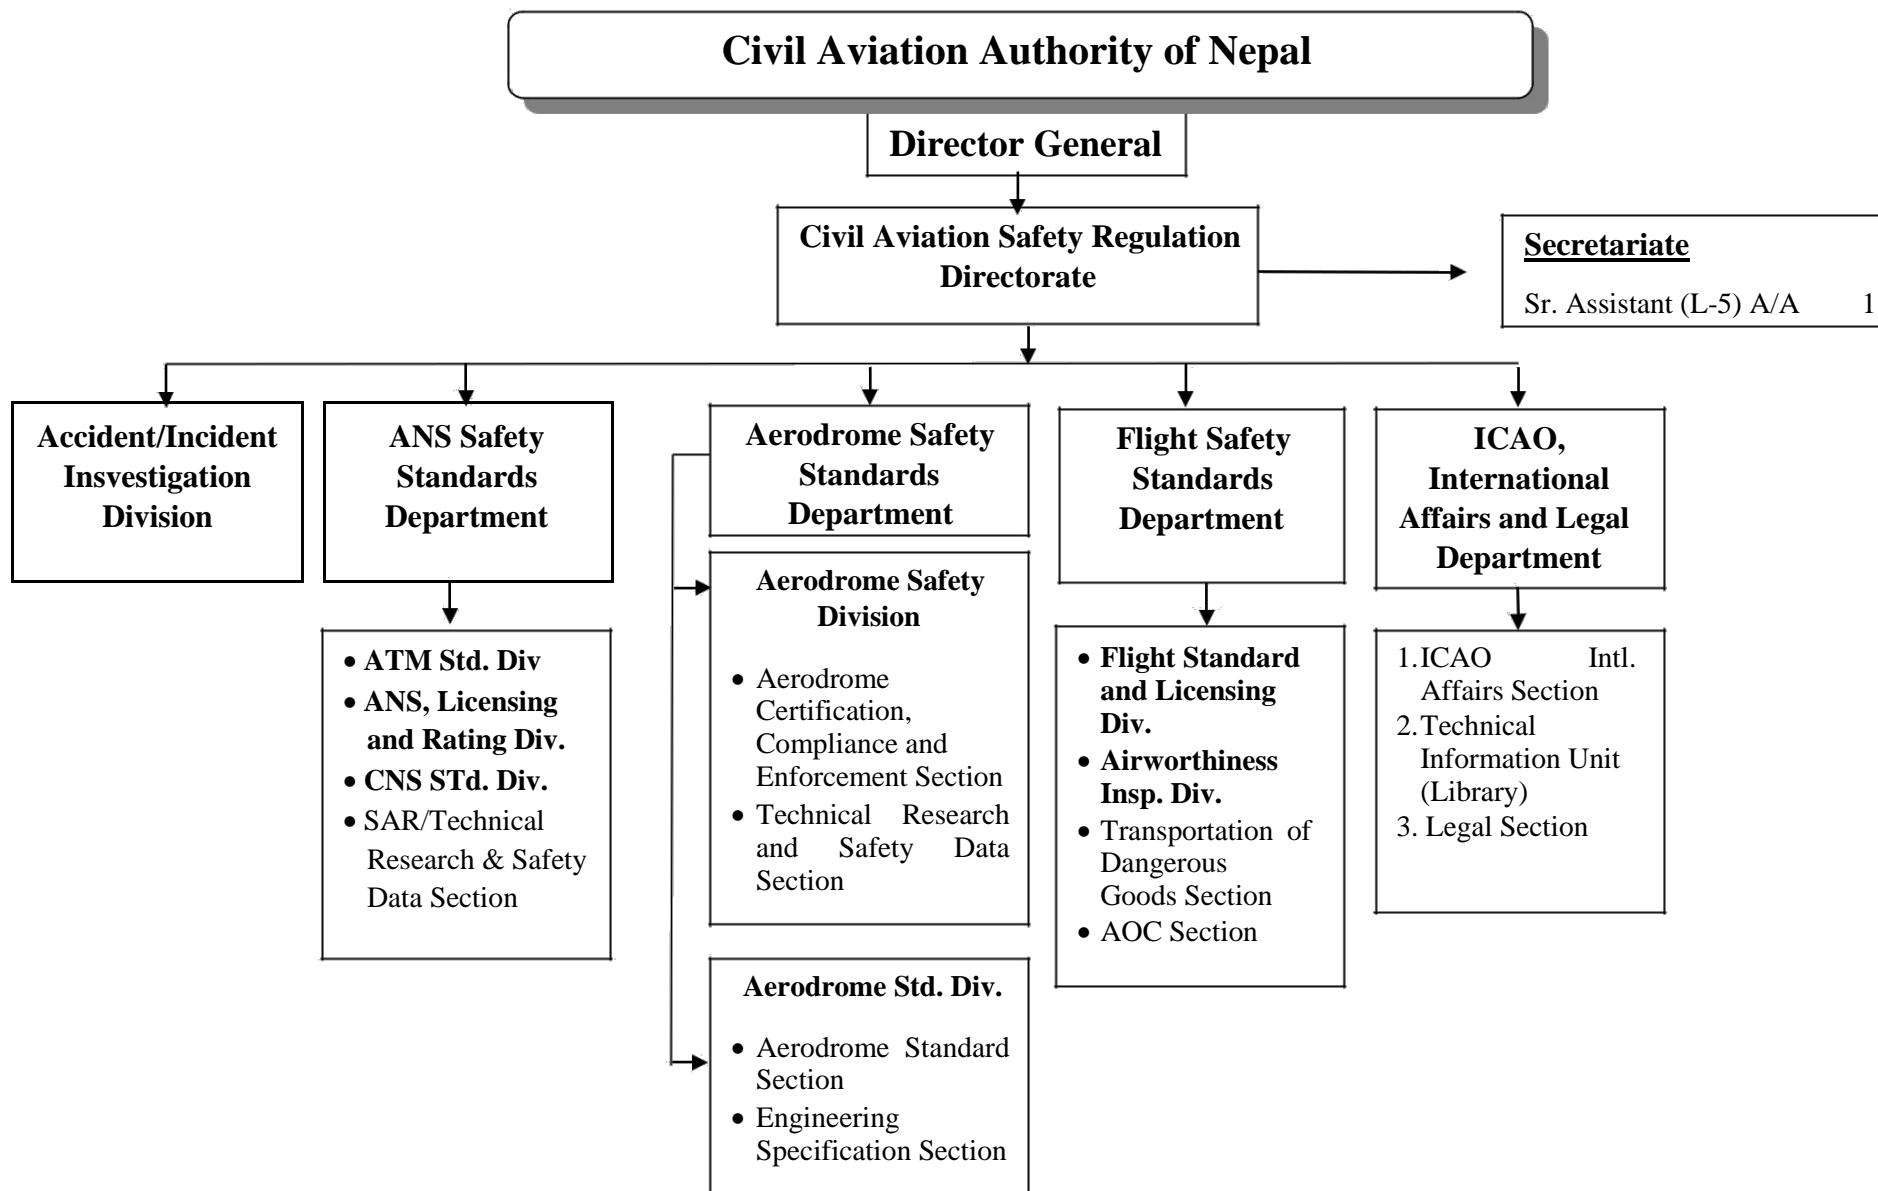 Civil Aviation Authority of Nepal
Director General
Civil Aviation Safety Regulation
Directorate
Secretariate
Sr. Assistant (L-5) A/A 1
Accident/Incident
Insvestigation
Division
ANS Safety
Standards
Department
Aerodrome Safety
Standards
Department
Flight Safety
Standards
Department
ICAO,
International
Affairs and Legal
Department
• ATM Std. Div
• ANS, Licensing
and Rating Div.
• CNS STd. Div.
• SAR/Technical
Research & Safety
Data Section
Aerodrome Safety
Division
• Aerodrome
Certification,
Compliance and
Enforcement Section
• Technical Research
and Safety Data
Section
Aerodrome Std. Div.
• Aerodrome Standard
Section
• Engineering
Specification Section
• Flight Standard
and Licensing
Div.
• Airworthiness
Insp. Div.
• Transportation of
Dangerous
Goods Section
• AOC Section
1. ICAO Intl.
Affairs Section
2. Technical
Information Unit
(Library)
3. Legal Section